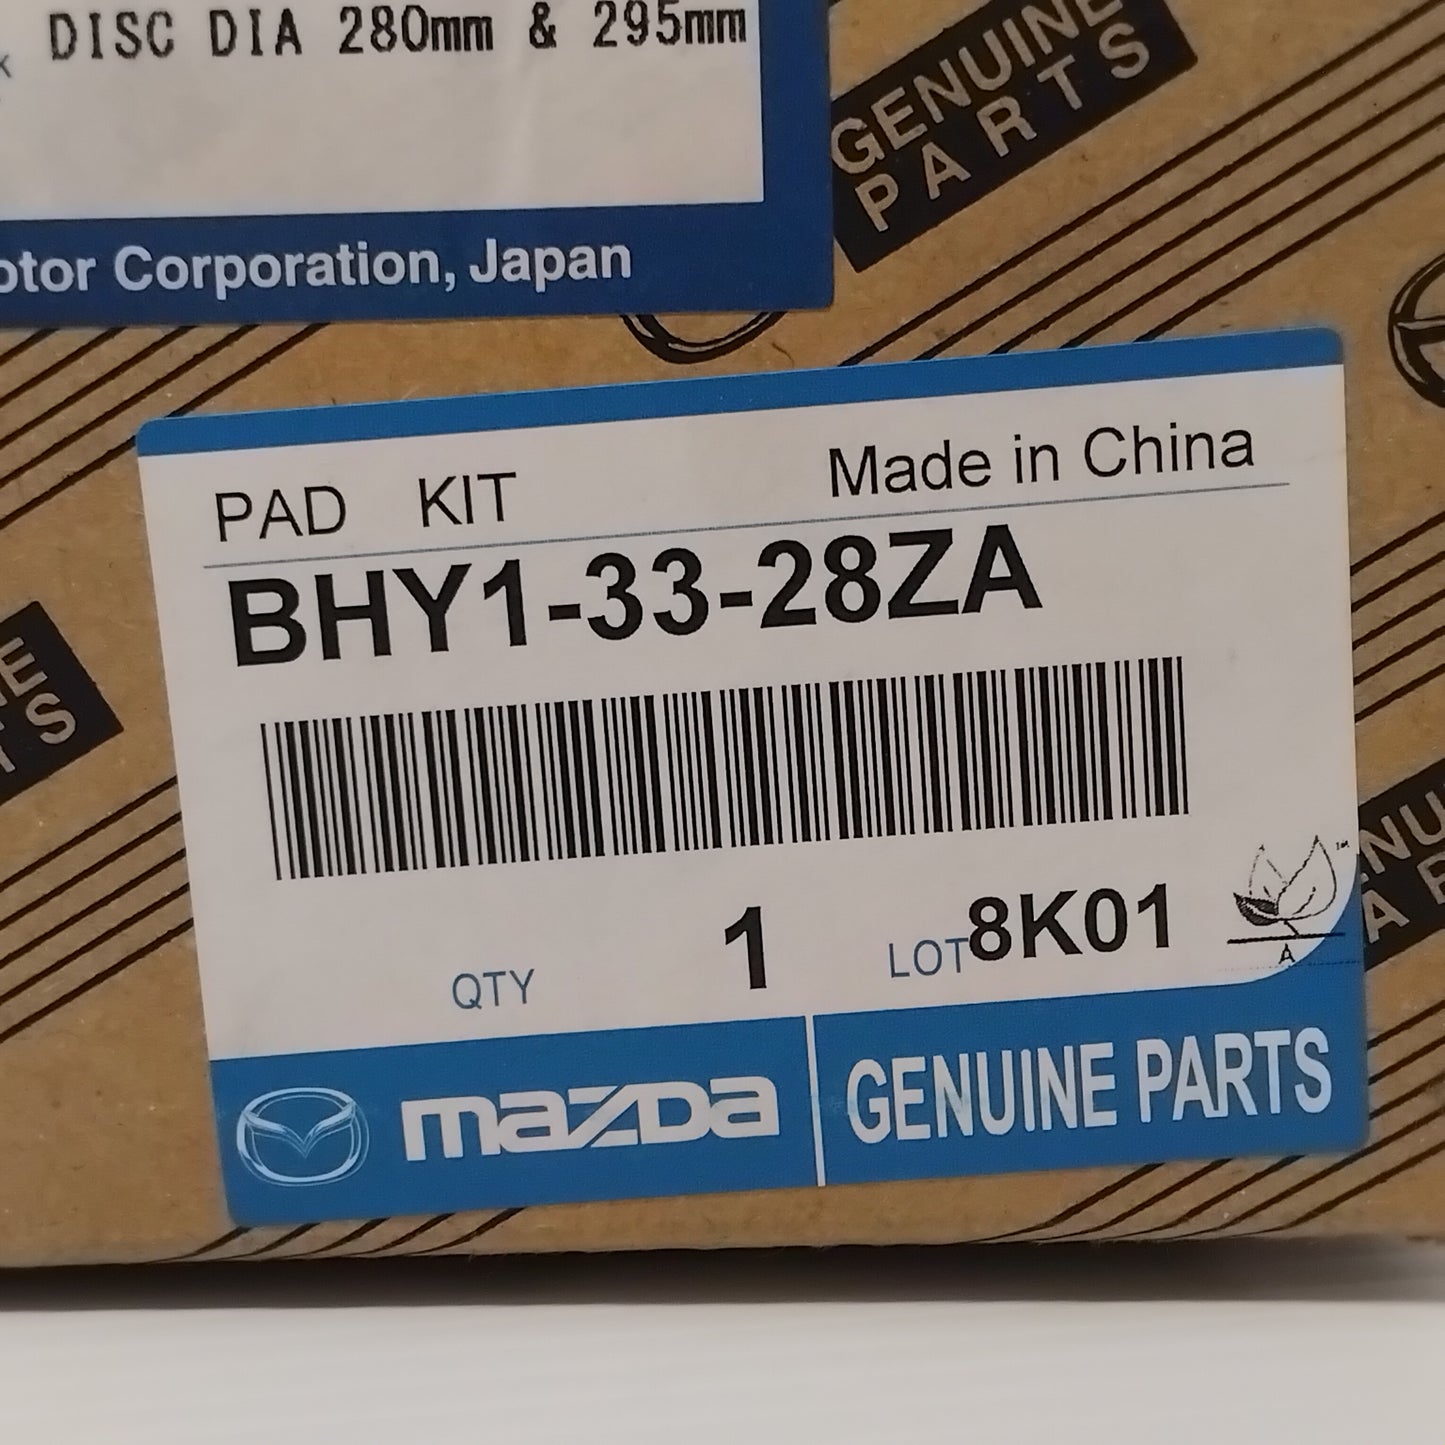 DISC DIA 280mm & 295mm
otor Corporation, Japan
GENUINE
PARTS
PAD KIT
Made in China
BHY1-33-28ZA
QTY 1
LOT 8K01
A
mazda
GENUINE PARTS